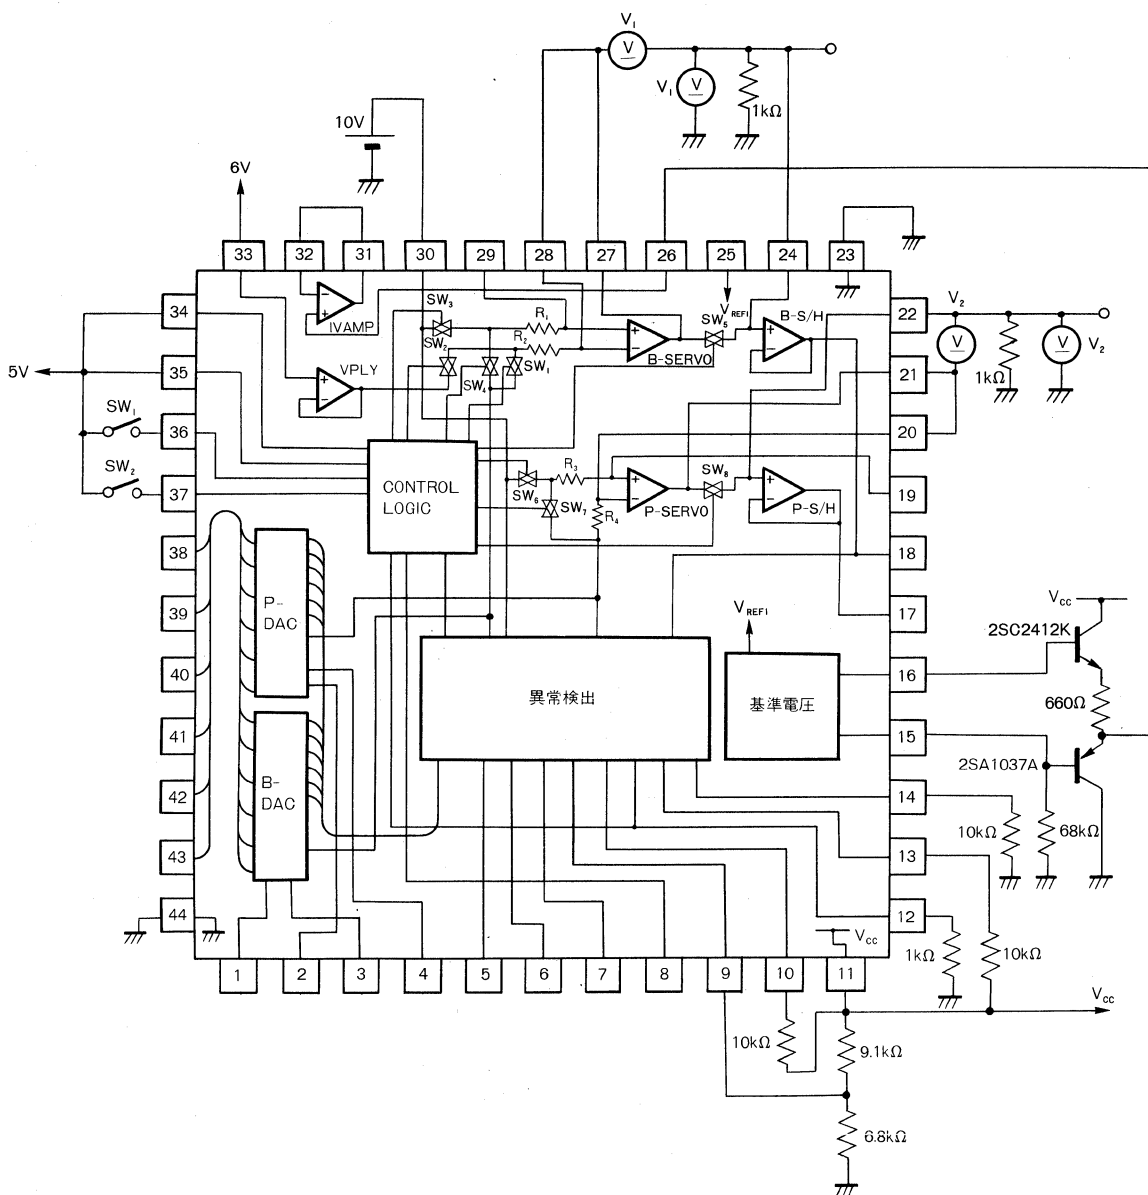 V₁
V
V₁
V
1kΩ
10V
6V
33
32
31
30
29
28
27
26
25
24
23
34
35
36
37
38
39
40
41
42
43
44
22
21
20
19
18
17
16
15
14
13
12
1
2
3
4
5
6
7
8
9
10
11
5V
SW₁
SW₂
−
+
IVAMP
+
−
VPLY
SW₃
SW₂
SW₄
SW₁
R₁
R₂
+
−
B-SERVO
VREF1
SW₅
+
−
B-S/H
V₂
V
1kΩ
V
V₂
CONTROL
LOGIC
SW₆
R₃
SW₇
R₄
+
−
P-SERVO
SW₈
+
−
P-S/H
P-
DAC
B-
DAC
異常検出
VREF1
基準電圧
VCC
2SC2412K
660Ω
2SA1037A
10kΩ
68kΩ
VCC
1kΩ
10kΩ
VCC
10kΩ
9.1kΩ
6.8kΩ